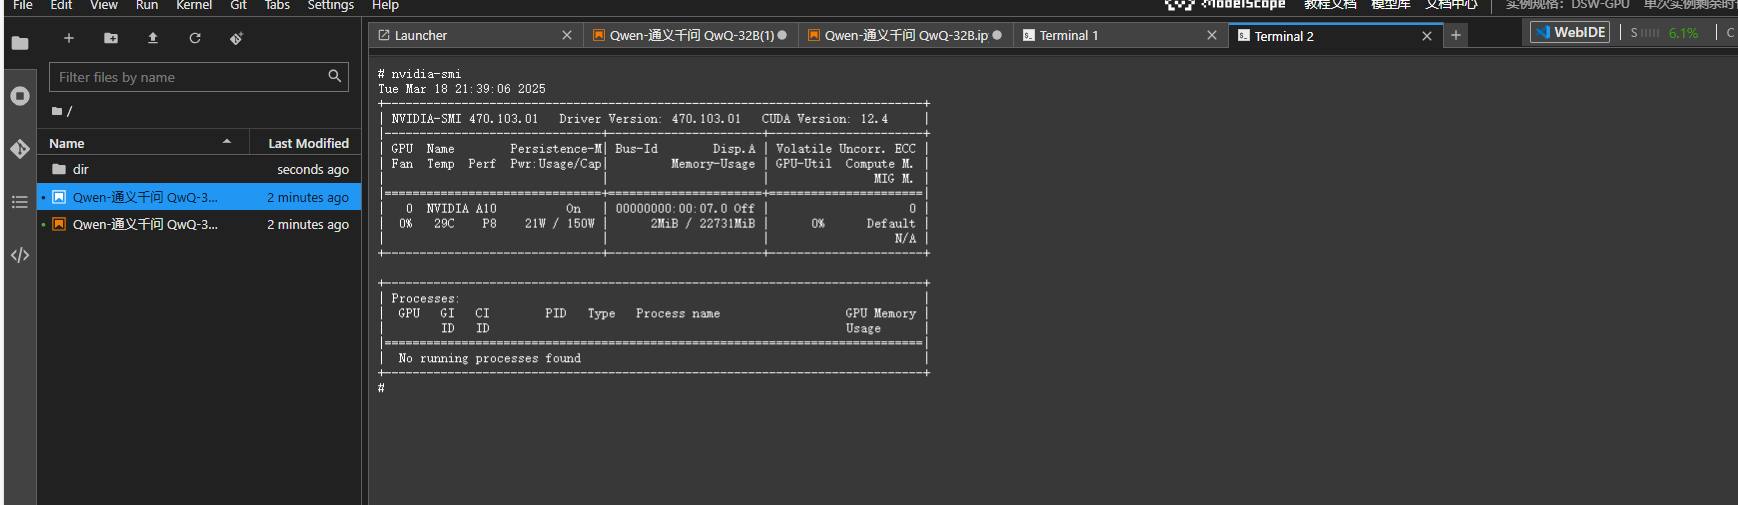 File Edit View Run Kernel Git Tabs Settings Help
ModelScope 教程文档 模型库 文档中心 实例规格：DSW-GPU 单次实例剩余时
Launcher
Qwen-通义千问 QwQ-32B(1)
Qwen-通义千问 QwQ-32B.ip
Terminal 1
Terminal 2
WebIDE
S 6.1% C
Filter files by name
/
Name Last Modified
dir seconds ago
Qwen-通义千问 QwQ-3... 2 minutes ago
Qwen-通义千问 QwQ-3... 2 minutes ago
# nvidia-smi
Tue Mar 18 21:39:06 2025
NVIDIA-SMI 470.103.01 Driver Version: 470.103.01 CUDA Version: 12.4
GPU Name Persistence-M| Bus-Id Disp.A | Volatile Uncorr. ECC
Fan Temp Perf Pwr:Usage/Cap| Memory-Usage | GPU-Util Compute M.
MIG M.
0 NVIDIA A10 On | 00000000:00:07.0 Off | 0
0% 29C P8 21W / 150W | 2MiB / 22731MiB | 0% Default
N/A
Processes:
GPU GI CI PID Type Process name GPU Memory
ID ID Usage
No running processes found
#